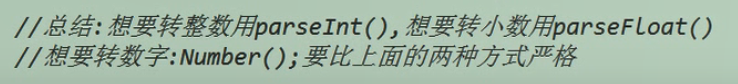 //总结:想要转整数用parseInt(),想要转小数用parseFloat()
//想要转数字:Number();要比上面的两种方式严格